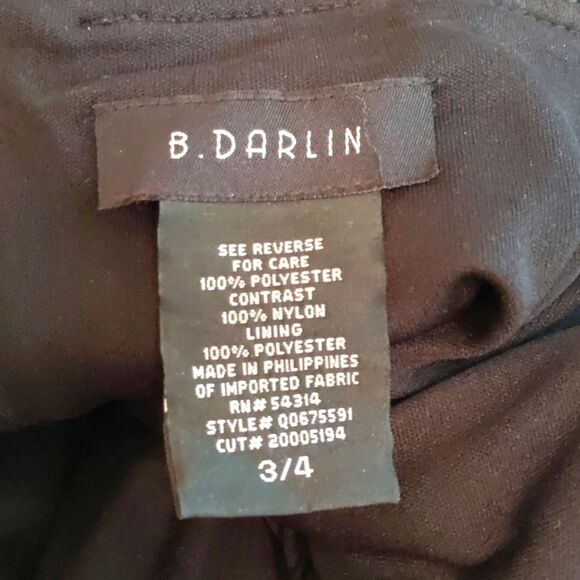 B.DARLIN
SEE REVERSE
FOR CARE
100% POLYESTER
CONTRAST
100% NYLON
LINING
100% POLYESTER
MADE IN PHILIPPINES
OF IMPORTED FABRIC
RN# 54314
STYLE# Q0675591
CUT# 20005194
3/4